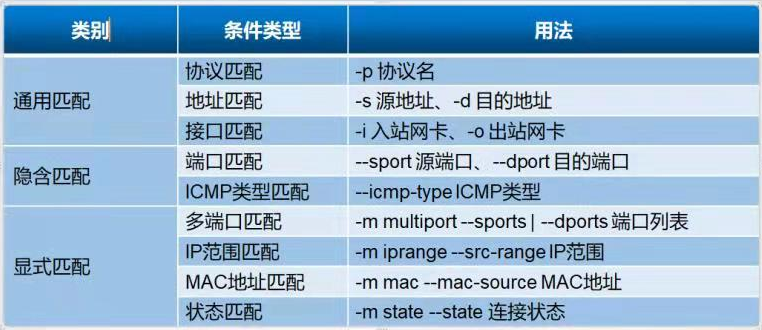 类别 条件类型 用法
通用匹配 协议匹配 -p 协议名
地址匹配 -s 源地址、-d 目的地址
接口匹配 -i 入站网卡、-o 出站网卡
隐含匹配 端口匹配 --sport 源端口、--dport 目的端口
ICMP类型匹配 --icmp-type ICMP类型
显式匹配 多端口匹配 -m multiport --sports | --dports 端口列表
IP范围匹配 -m iprange --src-range IP范围
MAC地址匹配 -m mac --mac-source MAC地址
状态匹配 -m state --state 连接状态